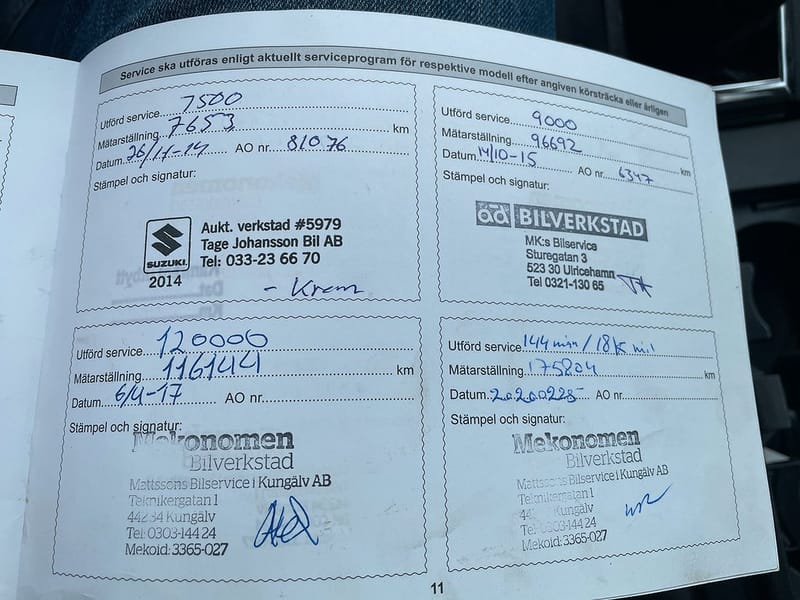 Service ska utföras enligt aktuellt serviceprogram för respektive modell efter angiven körsträcka eller årligen
Utförd service 7500
Mätarställning 7653 km
Datum 26/11-14 AO nr. 81076
Stämpel och signatur:
SUZUKI
2014
Aukt. verkstad #5979
Tage Johansson Bil AB
Tel: 033-23 66 70
Utförd service 9000
Mätarställning 96692 km
Datum 14/10-15 AO nr. 6347
Stämpel och signatur:
ad BILVERKSTAD
MK:s Bilservice
Sturegatan 3
523 30 Ulricehamn
Tel 0321-130 65
Utförd service 120000
Mätarställning 116144 km
Datum 6/4-17 AO nr.
Stämpel och signatur:
Mekonomen
Bilverkstad
Mattssons Bilservice i Kungälv AB
Teknikergatan 1
442 34 Kungälv
Tel: 0303-144 24
Mekoid: 3365-027
Utförd service 144 mån / 18K mil
Mätarställning 175804 km
Datum 20200225 AO nr.
Stämpel och signatur:
Mekonomen
Bilverkstad
Mattssons Bilservice i Kungälv AB
Teknikergatan 1
Kungälv
Tel: 0303-144 24
Mekoid: 3365-027
11